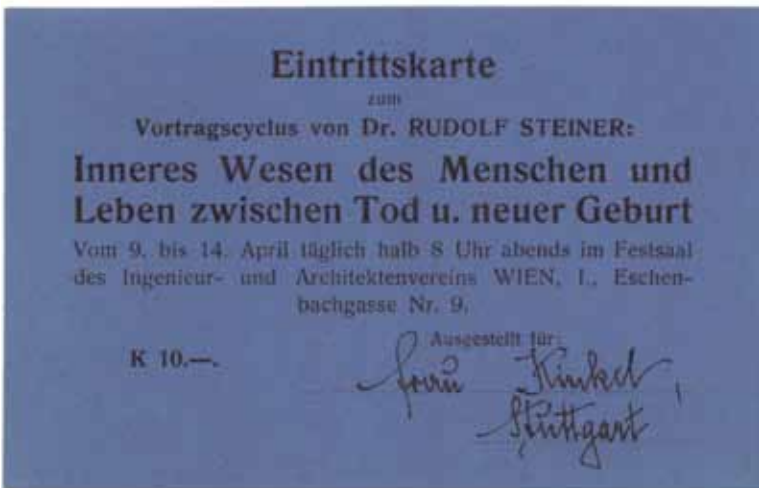 Eintrittskarte
zum
Vortragscyclus von Dr. RUDOLF STEINER:
Inneres Wesen des Menschen und
Leben zwischen Tod u. neuer Geburt
Vom 9. bis 14. April täglich halb 8 Uhr abends im Festsaal
des Ingenieur- und Architektenvereins WIEN, I., Eschen-
bachgasse Nr. 9.
K 10.—.
Ausgestellt für:
Frau Kinkel,
Stuttgart